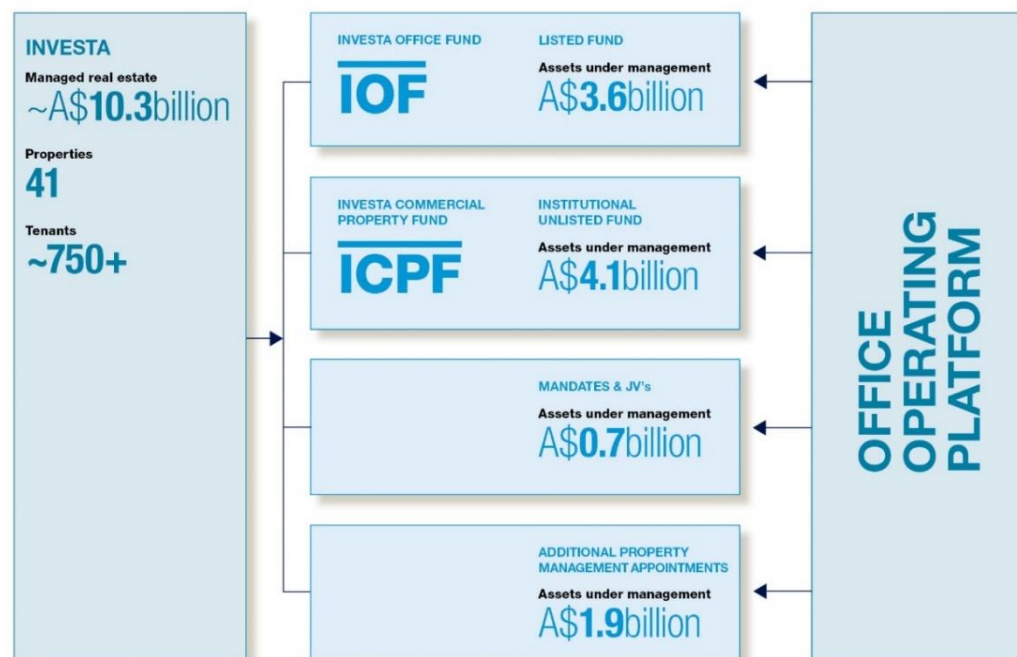 INVESTA
Managed real estate
~A$10.3billion
Properties
41
Tenants
~750+
INVESTA OFFICE FUND
IOF
LISTED FUND
Assets under management
A$3.6billion
INVESTA COMMERCIAL
PROPERTY FUND
ICPF
INSTITUTIONAL
UNLISTED FUND
Assets under management
A$4.1billion
MANDATES & JV's
Assets under management
A$0.7billion
ADDITIONAL PROPERTY
MANAGEMENT APPOINTMENTS
Assets under management
A$1.9billion
OFFICE
OPERATING
PLATFORM